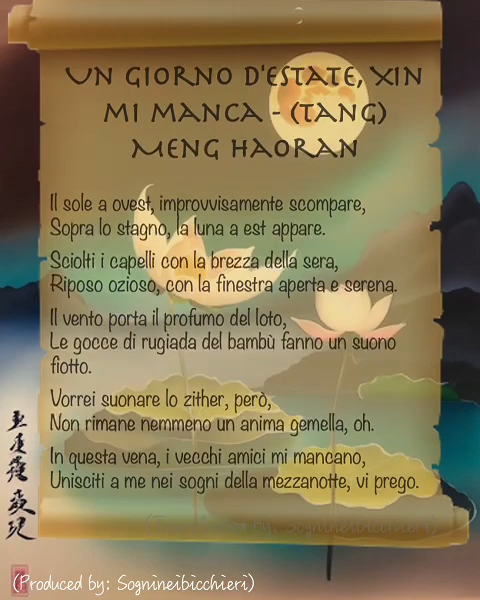 Un giorno d'estate, Xin
mi manca - (Tang)
Meng Haoran
Il sole a ovest, improvvisamente scompare,
Sopra lo stagno, la luna a est appare.
Sciolti i capelli con la brezza della sera,
Riposo ozioso, con la finestra aperta e serena.
Il vento porta il profumo del loto,
Le gocce di rugiada del bambù fanno un suono
fiotto.
Vorrei suonare lo zither, però,
Non rimane nemmeno un anima gemella, oh.
In questa vena, i vecchi amici mi mancano,
Unisciti a me nei sogni della mezzanotte, vi prego.
(Produced by: Sognineibicchieri)